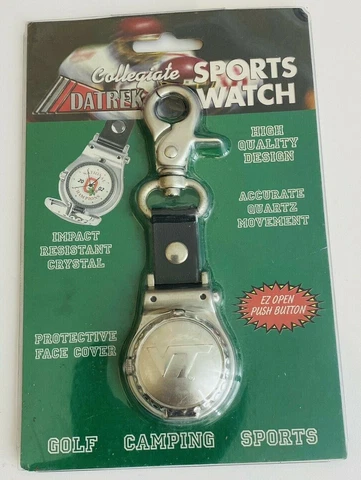 Collegiate SPORTS
DATREK WATCH
HIGH
QUALITY
DESIGN
ACCURATE
QUARTZ
MOVEMENT
IMPACT
RESISTANT
CRYSTAL
EZ OPEN
PUSH BUTTON
PROTECTIVE
FACE COVER
VT
GOLF CAMPING SPORTS